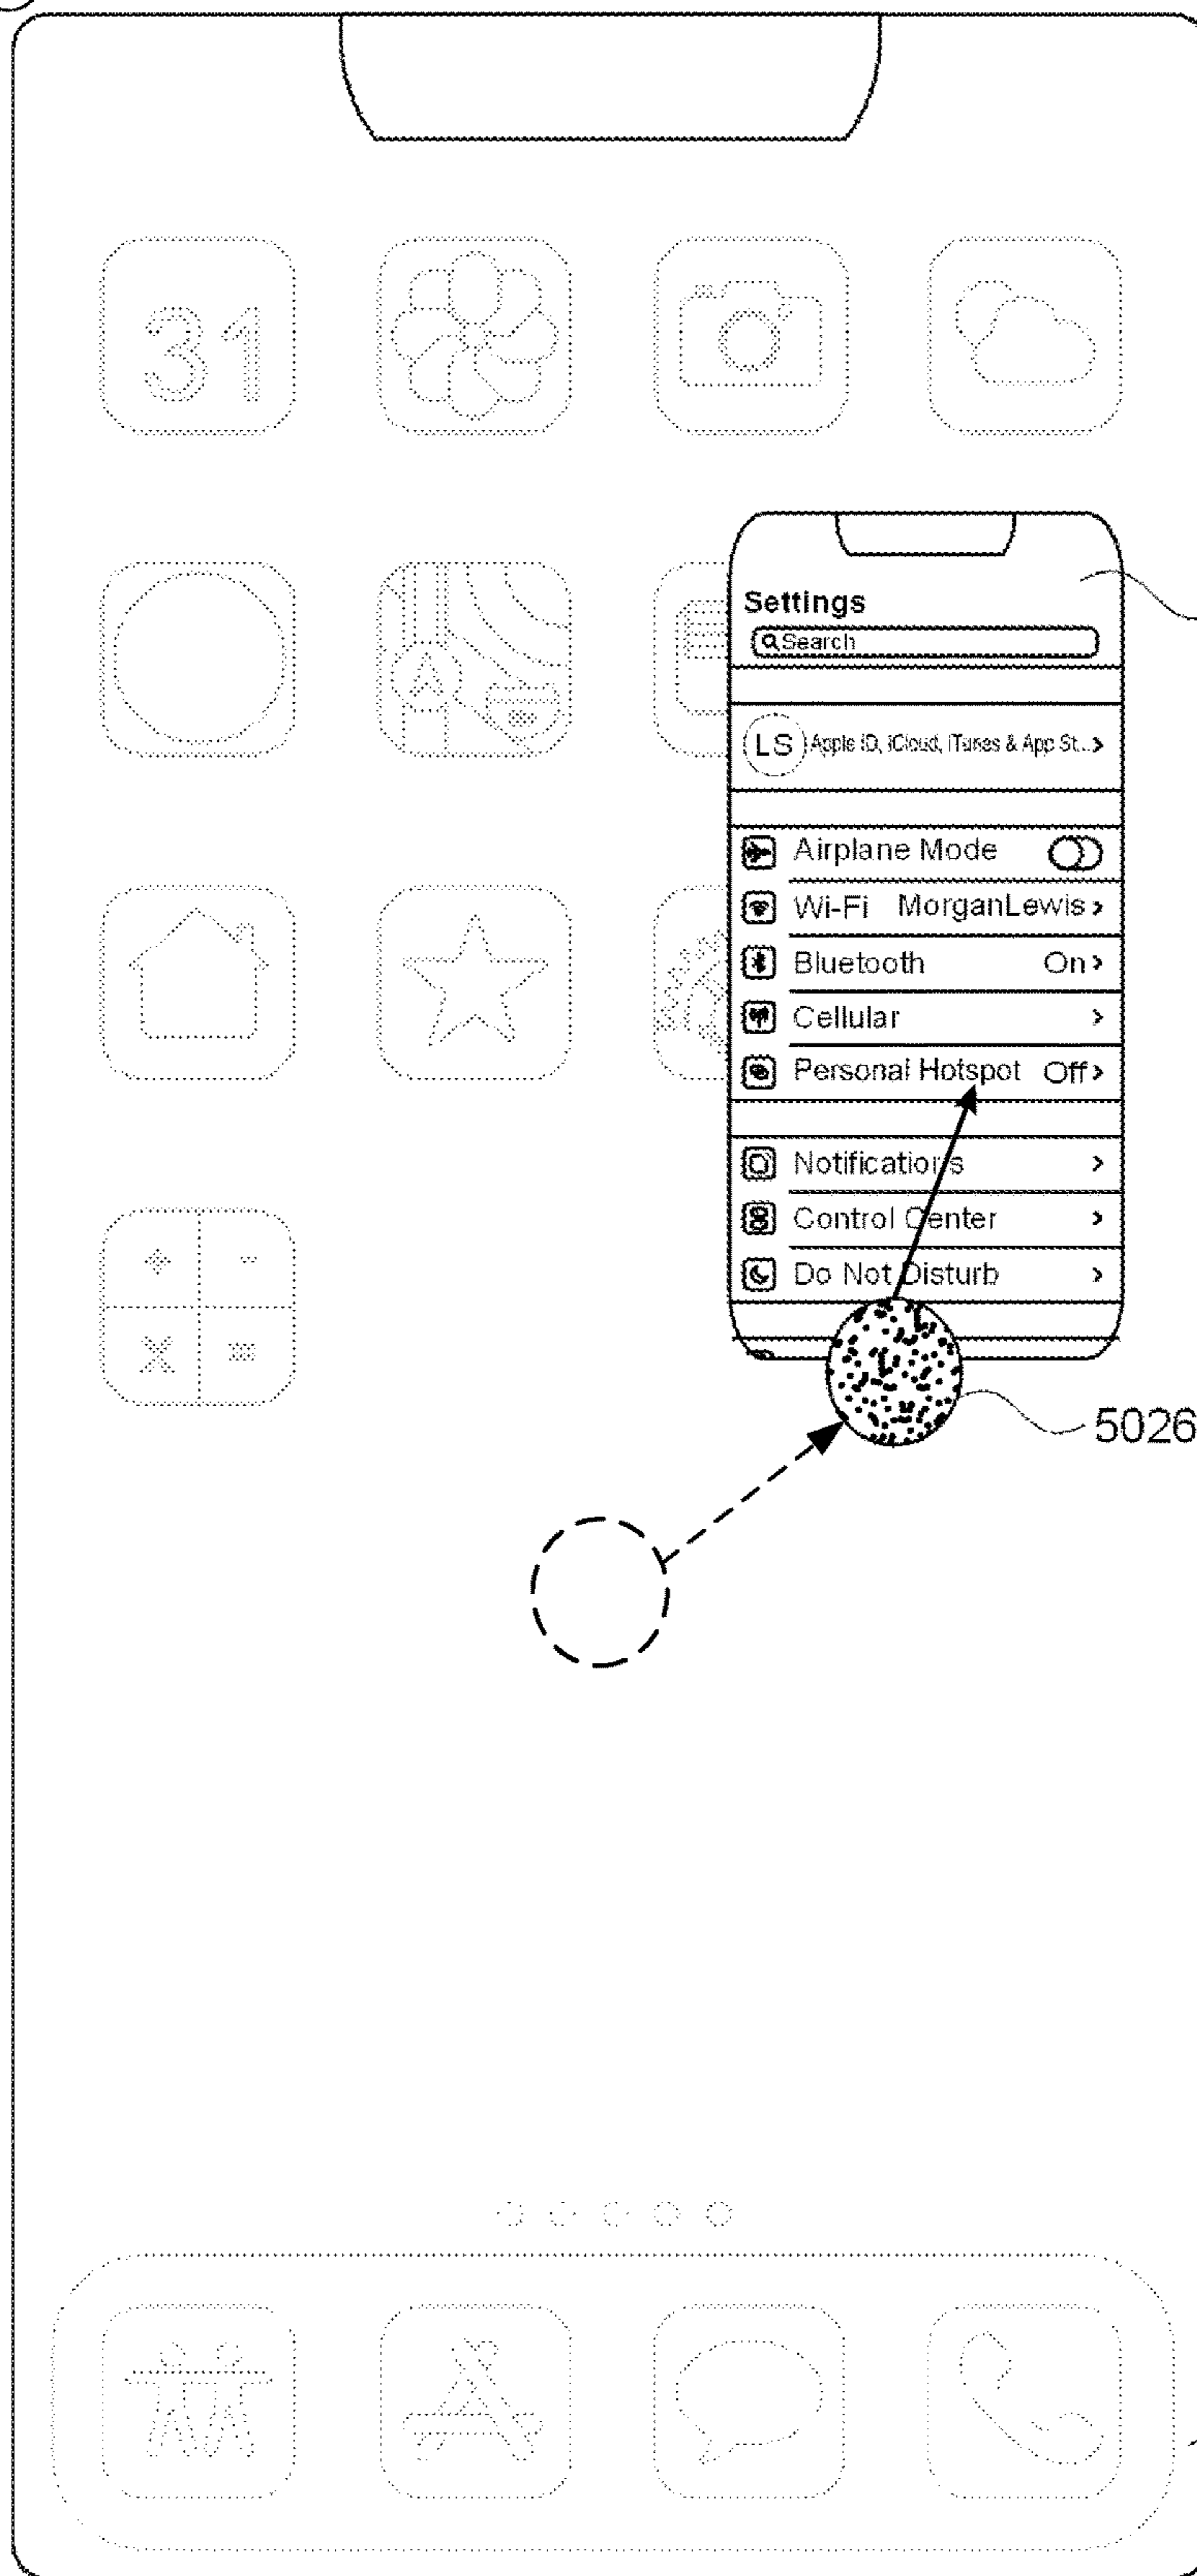 31
Settings
Search
LS Apple ID, iCloud, iTunes & App St... >
Airplane Mode
Wi-Fi MorganLewis >
Bluetooth On >
Cellular >
Personal Hotspot Off >
Notifications >
Control Center >
Do Not Disturb >
5026